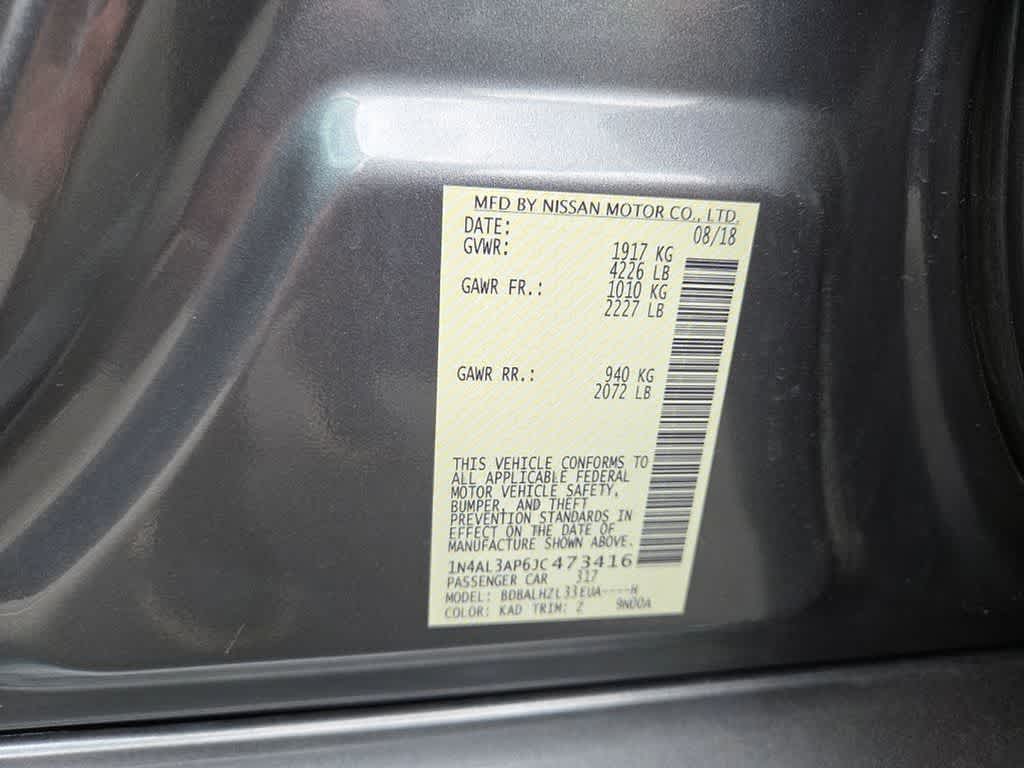 MFD BY NISSAN MOTOR CO., LTD.
DATE: 08/18
GVWR: 1917 KG
4226 LB
GAWR FR.: 1010 KG
2227 LB
GAWR RR.: 940 KG
2072 LB
THIS VEHICLE CONFORMS TO
ALL APPLICABLE FEDERAL
MOTOR VEHICLE SAFETY,
BUMPER, AND THEFT
PREVENTION STANDARDS IN
EFFECT ON THE DATE OF
MANUFACTURE SHOWN ABOVE.
1N4AL3AP6JC473416
PASSENGER CAR 317
MODEL: BDBALHZL33EUA----H
COLOR: KAD TRIM: Z 9N00A